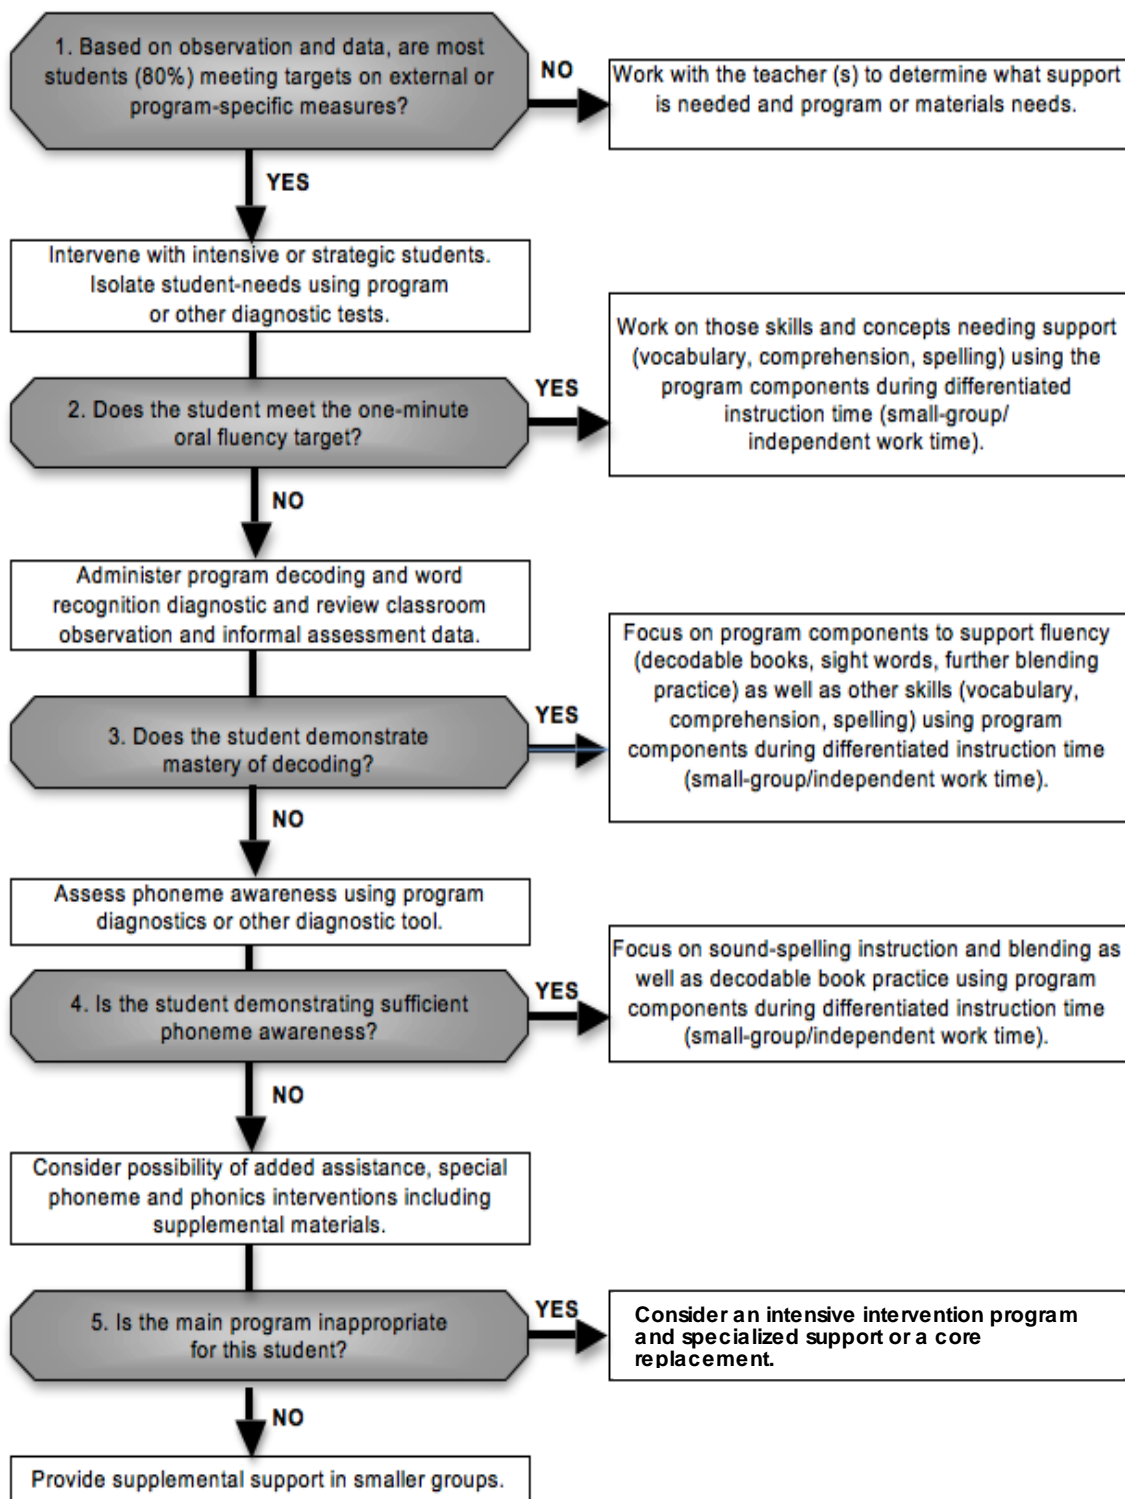 1. Based on observation and data, are most
students (80%) meeting targets on external or
program-specific measures?
NO
Work with the teacher (s) to determine what support
is needed and program or materials needs.
YES
Intervene with intensive or strategic students.
Isolate student-needs using program
or other diagnostic tests.
2. Does the student meet the one-minute
oral fluency target?
YES
Work on those skills and concepts needing support
(vocabulary, comprehension, spelling) using the
program components during differentiated
instruction time (small-group/
independent work time).
NO
Administer program decoding and word
recognition diagnostic and review classroom
observation and informal assessment data.
3. Does the student demonstrate
mastery of decoding?
YES
Focus on program components to support fluency
(decodable books, sight words, further blending
practice) as well as other skills (vocabulary,
comprehension, spelling) using program
components during differentiated instruction time
(small-group/independent work time).
NO
Assess phoneme awareness using program
diagnostics or other diagnostic tool.
4. Is the student demonstrating sufficient
phoneme awareness?
YES
Focus on sound-spelling instruction and blending as
well as decodable book practice using program
components during differentiated instruction time
(small-group/independent work time).
NO
Consider possibility of added assistance, special
phoneme and phonics interventions including
supplemental materials.
5. Is the main program inappropriate
for this student?
YES
Consider an intensive intervention program
and specialized support or a core
replacement.
NO
Provide supplemental support in smaller groups.